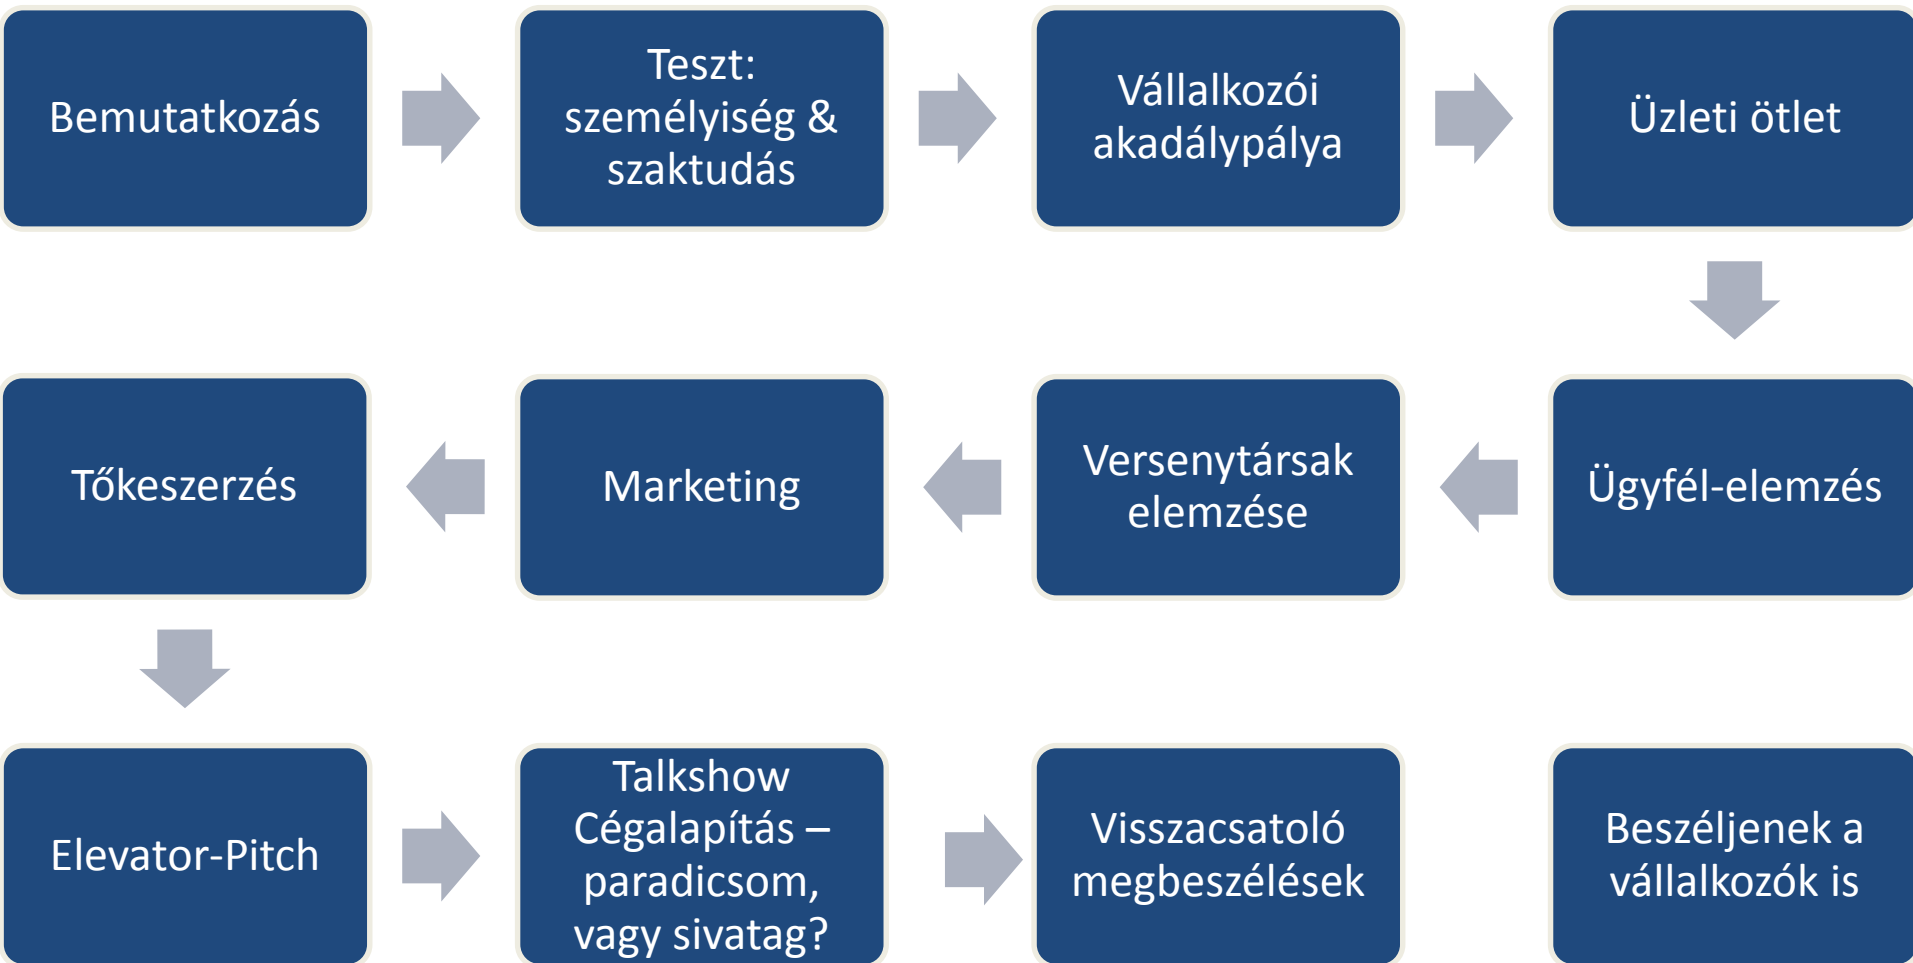 Bemutatkozás
Teszt:
személyiség &
szaktudás
Vállalkozói
akadálypálya
Üzleti ötlet
Ügyfél-elemzés
Versenytársak
elemzése
Marketing
Tőkeszerzés
Elevator-Pitch
Talkshow
Cégalapítás –
paradicsom,
vagy sivatag?
Visszacsatoló
megbeszélések
Beszéljenek a
vállalkozók is